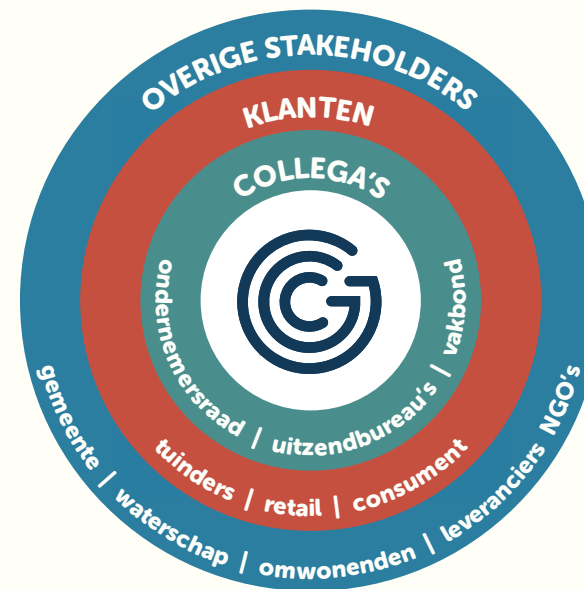 OVERIGE STAKEHOLDERS
KLANTEN
COLLEGA'S
ondernemersraad | uitzendbureau's | vakbond
tuinders | retail | consument
gemeente | waterschap | omwonenden | leveranciers NGO's